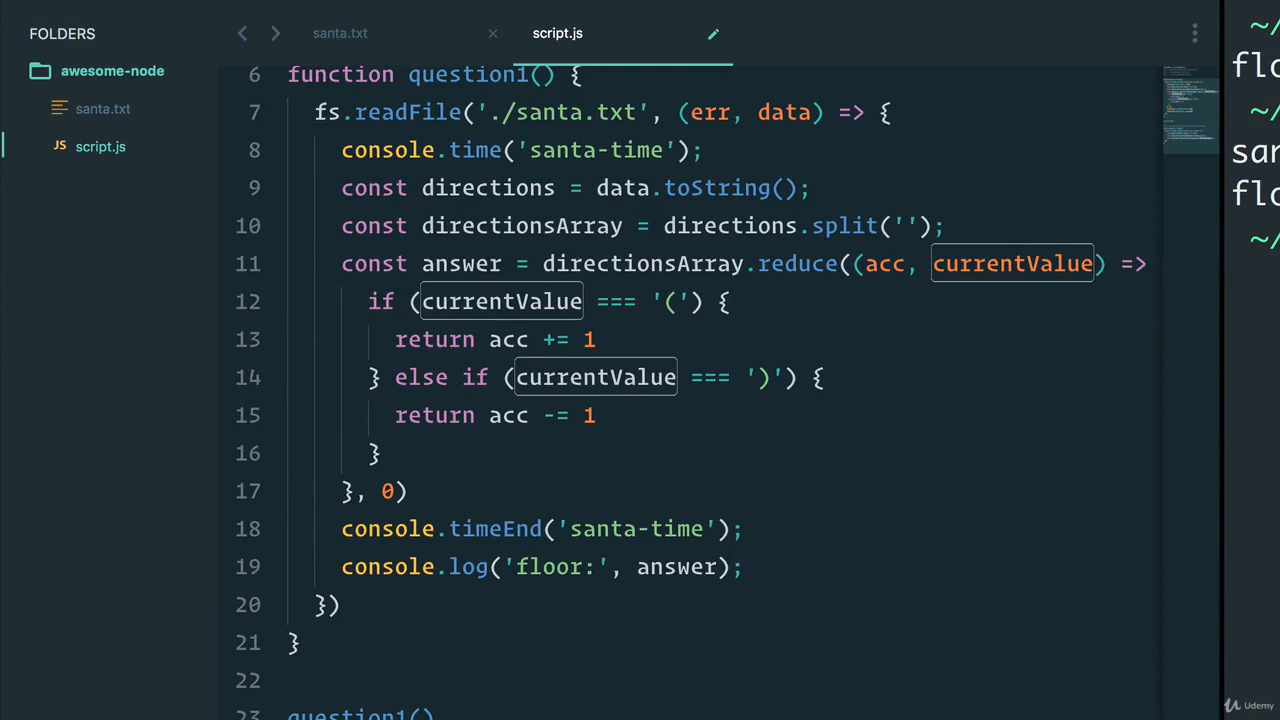 FOLDERS
awesome-node
santa.txt
JS script.js
santa.txt × script.js
6 function question1() {
7 fs.readFile( './santa.txt', (err, data) => {
8 console.time('santa-time');
9 const directions = data.toString();
10 const directionsArray = directions.split('');
11 const answer = directionsArray.reduce((acc, currentValue) =>
12 if (currentValue === '(') {
13 return acc += 1
14 } else if (currentValue === ')') {
15 return acc -= 1
16 }
17 }, 0)
18 console.timeEnd('santa-time');
19 console.log('floor:', answer);
20 })
21 }
22
23 question1()
~/
flo
~/
san
flo
~/
Udemy